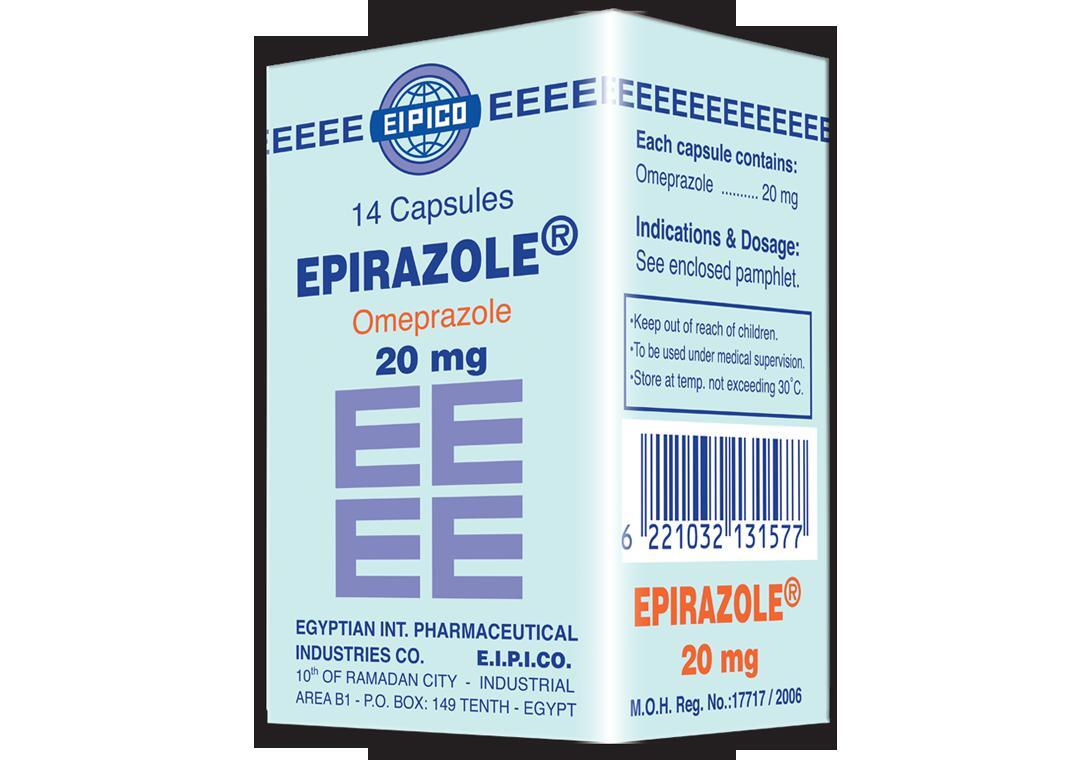 EEEEE EIPICO EEEE
14 Capsules
EPIRAZOLE®
Omeprazole
20 mg
EE
EE
EGYPTIAN INT. PHARMACEUTICAL
INDUSTRIES CO. E.I.P.I.CO.
10th OF RAMADAN CITY - INDUSTRIAL
AREA B1 - P.O. BOX: 149 TENTH - EGYPT
EEEEEEEEEEEEE
Each capsule contains:
Omeprazole .......... 20 mg
Indications & Dosage:
See enclosed pamphlet.
•Keep out of reach of children.
•To be used under medical supervision.
•Store at temp. not exceeding 30°C.
6 221032 131577
EPIRAZOLE®
20 mg
M.O.H. Reg. No.:17717 / 2006